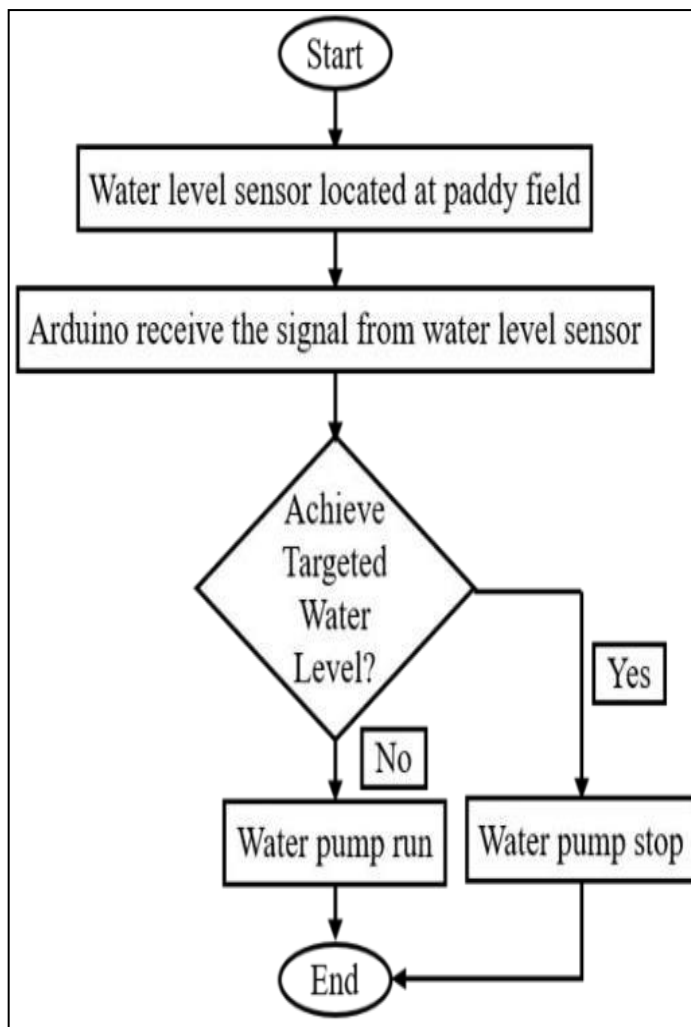 Start
Water level sensor located at paddy field
Arduino receive the signal from water level sensor
Achieve
Targeted
Water
Level?
Yes
No
Water pump run
Water pump stop
End